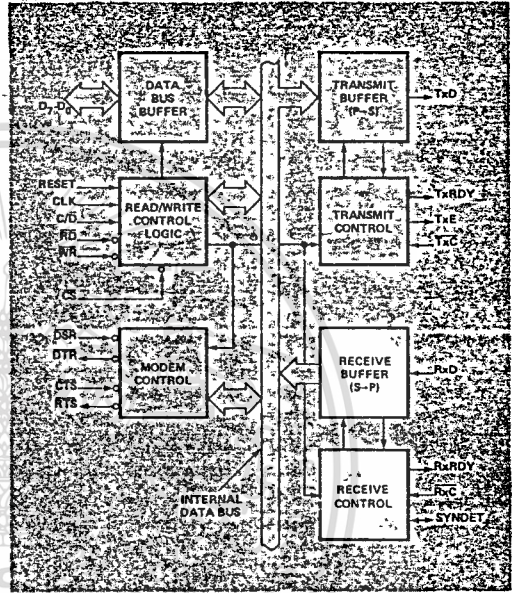 D7-D0
DATA
BUS
BUFFER
RESET
CLK
C/D
RD
WR
CS
READ/WRITE
CONTROL
LOGIC
DSR
DTR
CTS
RTS
MODEM
CONTROL
INTERNAL
DATA BUS
TRANSMIT
BUFFER
(P→S)
TxD
TRANSMIT
CONTROL
TxRDY
TxE
TxC
RECEIVE
BUFFER
(S→P)
RxD
RECEIVE
CONTROL
RxRDY
RxC
SYNDET